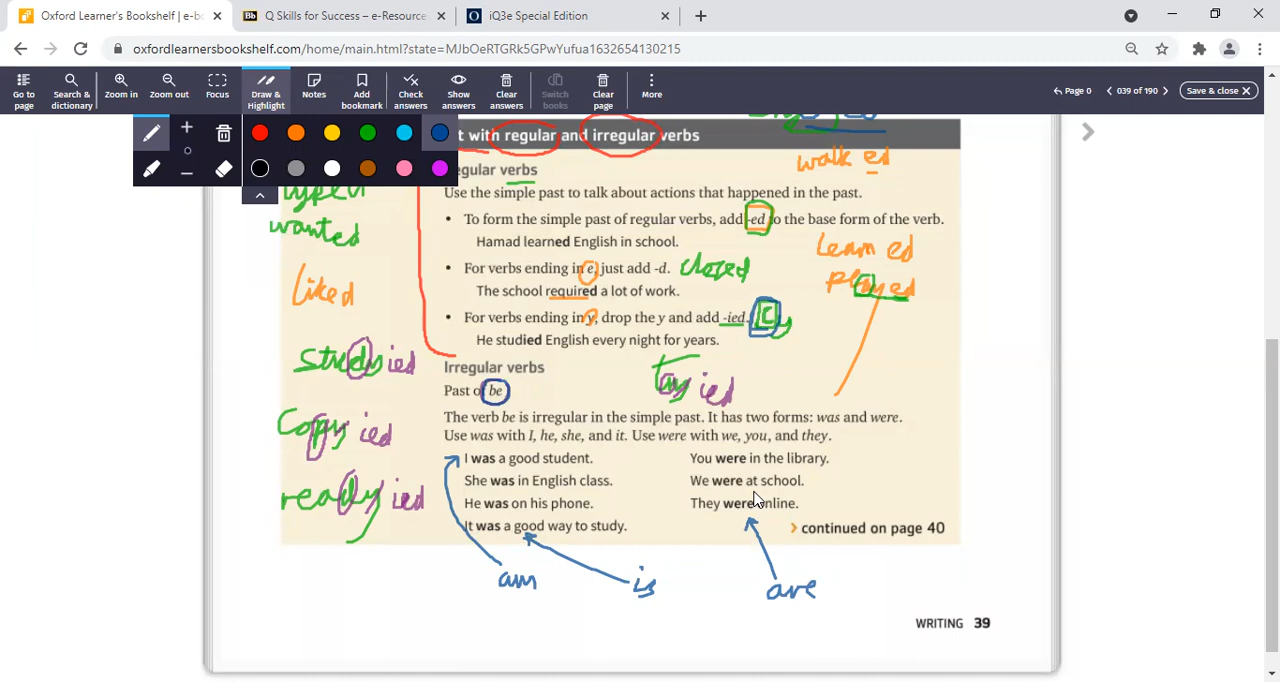 Oxford Learner's Bookshelf | e-bo
Q Skills for Success – e-Resource
iQ3e Special Edition
oxfordlearnersbookshelf.com/home/main.html?state=MJbOeRTGRk5GPwYufua1632654130215
Go to page
Search & dictionary
Zoom in
Zoom out
Focus
Draw & Highlight
Notes
Add bookmark
Check answers
Show answers
Clear answers
Switch books
Clear page
More
Page 0
039 of 190
Save & close
t with regular and irregular verbs
walk ed
egular verbs
Use the simple past to talk about actions that happened in the past.
typed
wanted
• To form the simple past of regular verbs, add -ed to the base form of the verb.
Hamad learned English in school.
learn ed
• For verbs ending in e, just add -d. closed
liked
played
The school required a lot of work.
• For verbs ending in y, drop the y and add -ied. C
He studied English every night for years.
study ied
Irregular verbs
Past of be
try ied
The verb be is irregular in the simple past. It has two forms: was and were.
Use was with I, he, she, and it. Use were with we, you, and they.
copy ied
I was a good student.
You were in the library.
She was in English class.
We were at school.
ready ied
He was on his phone.
They were online.
It was a good way to study.
continued on page 40
am
is
are
WRITING 39